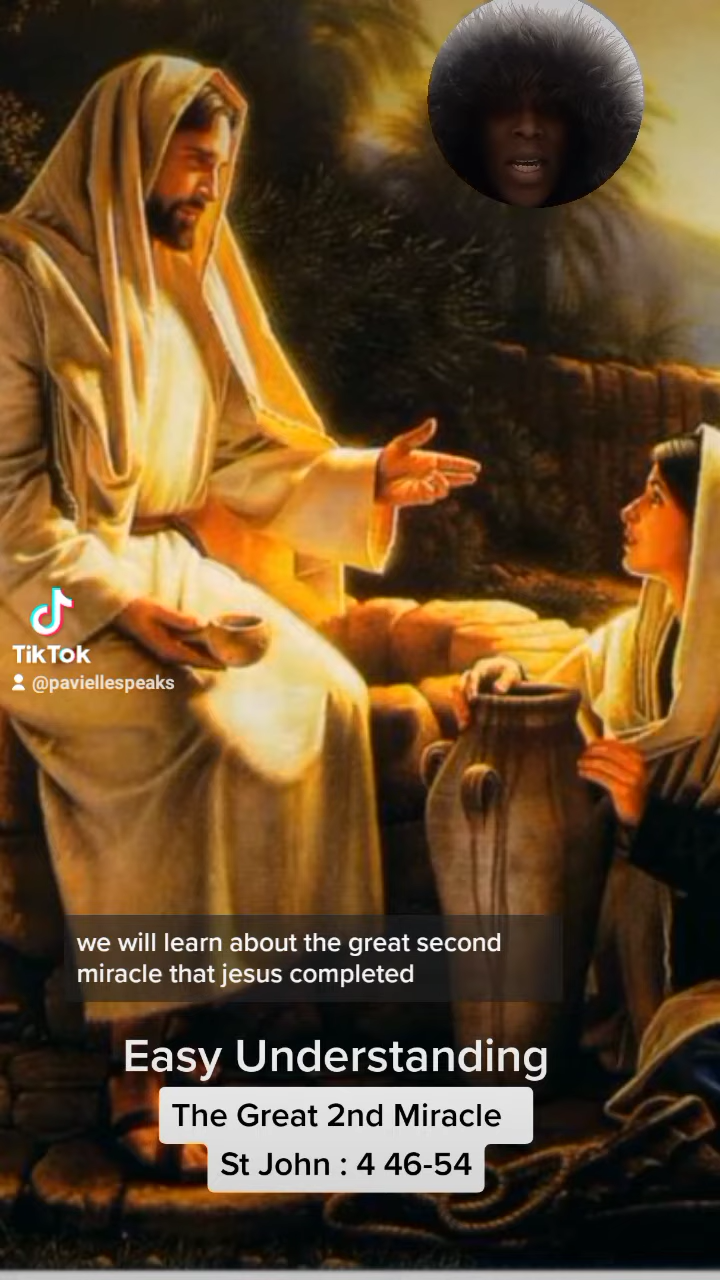 TikTok
@paviellespeaks
we will learn about the great second
miracle that jesus completed
Easy Understanding
The Great 2nd Miracle
St John : 4 46-54